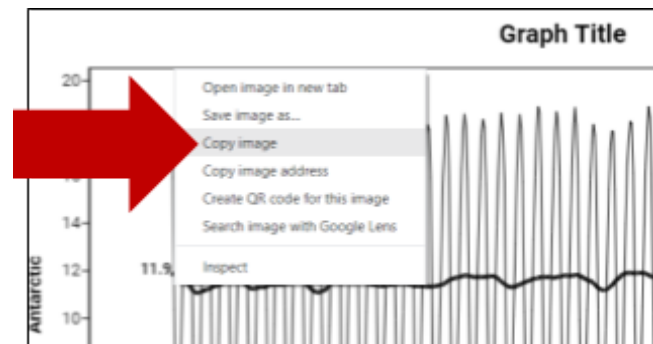 Graph Title
20-
Open image in new tab
Save image as...
Copy image
Copy image address
Create QR code for this image
14-
Search image with Google Lens
Antarctic
12-
11.9,
Inspect
10-